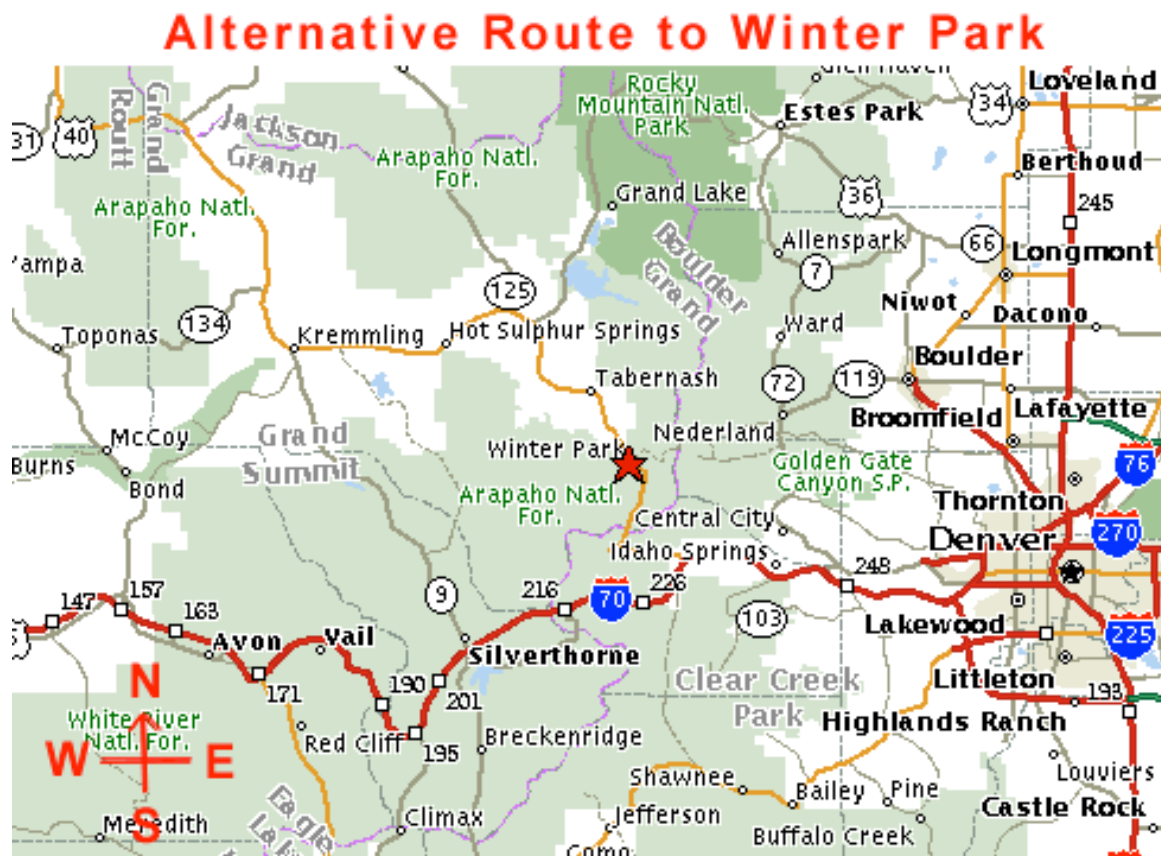 Alternative Route to Winter Park
Rocky
Mountain Natl.
Park
Glen Haven
34
Loveland
40
Grand
Routt
Jackson
Grand
125
Estes Park
Berthoud
Arapaho Natl.
For.
36
245
Arapaho Natl.
For.
Grand Lake
Allenspark
66
Longmont
Boulder
Grand
7
Niwot
Dacono
134
125
Toponas
Kremmling
Hot Sulphur Springs
Ward
Boulder
Tabernash
72
119
Lafayette
Broomfield
McCoy
Grand
Summit
Winter Park
Nederland
76
Burns
Bond
Golden Gate
Canyon S.P.
Arapaho Natl.
For.
Thornton
Central City
270
Denver
Idaho Springs
248
147
157
163
9
216
70
226
103
Lakewood
225
Avon
Vail
Silverthorne
Littleton
N
171
190
201
Clear Creek
Park
193
White River
Natl. For.
Red Cliff
195
Breckenridge
Highlands Ranch
W
E
Louviers
S
Shawnee
Bailey
Pine
Castle Rock
Meredith
Eagle
Climax
Jefferson
Buffalo Creek
Como